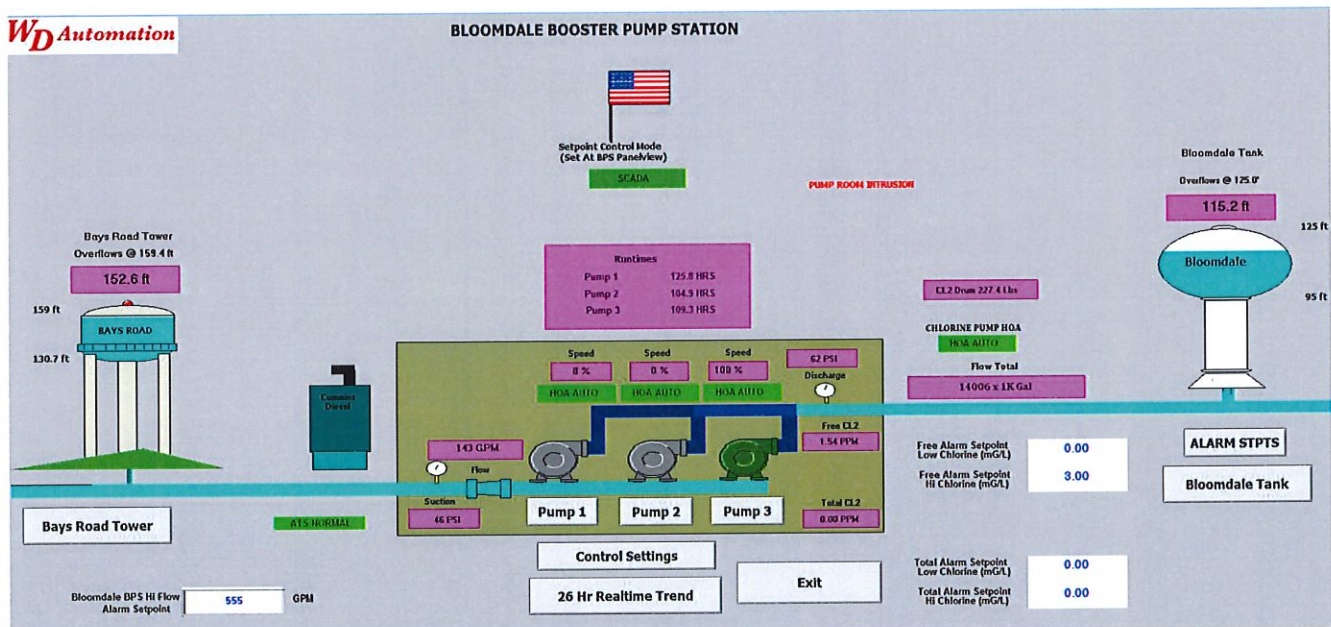 WD Automation
BLOOMDALE BOOSTER PUMP STATION
Setpoint Control Mode
(Set At BPS Panelview)
SCADA
PUMP ROOM INTRUSION
Bloomdale Tank
Overflows @ 125.0'
115.2 ft
125 ft
Bloomdale
95 ft
Bays Road Tower
Overflows @ 159.4 ft
152.6 ft
159 ft
BAYS ROAD
130.7 ft
Runtimes
Pump 1 125.8 HRS
Pump 2 104.9 HRS
Pump 3 109.3 HRS
CL2 Drum 227.4 Lbs
CHLORINE PUMP HOA
HOA AUTO
Flow Total
14006 x 1K Gal
Cummins
Diesel
Speed Speed Speed
0 % 0 % 100 %
HOA AUTO HOA AUTO HOA AUTO
62 PSI
Discharge
Free CL2
1.54 PPM
143 GPM
Flow
Suction
46 PSI
Pump 1 Pump 2 Pump 3
Total CL2
0.00 PPM
Free Alarm Setpoint
Low Chlorine (mG/L) 0.00
Free Alarm Setpoint
Hi Chlorine (mG/L) 3.00
ALARM STPTS
Bloomdale Tank
Bays Road Tower
ATS NORMAL
Control Settings
26 Hr Realtime Trend
Exit
Total Alarm Setpoint
Low Chlorine (mG/L) 0.00
Total Alarm Setpoint
Hi Chlorine (mG/L) 0.00
Bloomdale BPS Hi Flow
Alarm Setpoint 555 GPM